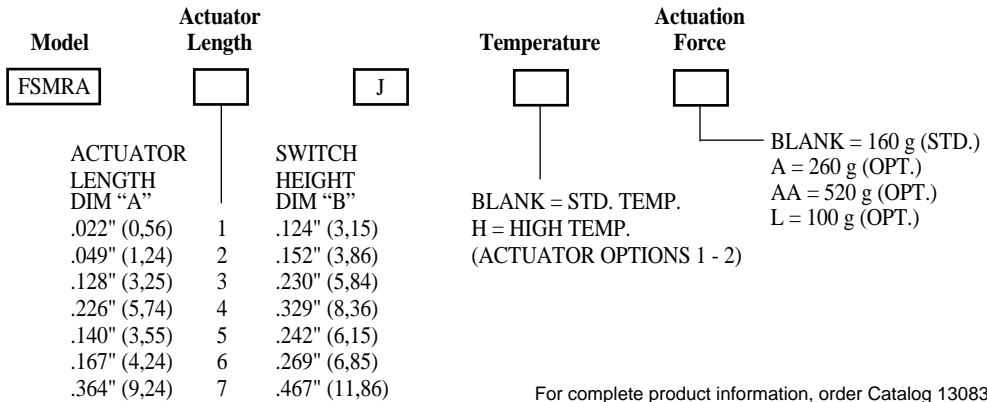 Model
Actuator
Length
Temperature
Actuation
Force
FSMRA
J
ACTUATOR
LENGTH
DIM “A”
SWITCH
HEIGHT
DIM “B”
.022" (0,56) 1 .124" (3,15)
.049" (1,24) 2 .152" (3,86)
.128" (3,25) 3 .230" (5,84)
.226" (5,74) 4 .329" (8,36)
.140" (3,55) 5 .242" (6,15)
.167" (4,24) 6 .269" (6,85)
.364" (9,24) 7 .467" (11,86)
BLANK = STD. TEMP.
H = HIGH TEMP.
(ACTUATOR OPTIONS 1 - 2)
BLANK = 160 g (STD.)
A = 260 g (OPT.)
AA = 520 g (OPT.)
L = 100 g (OPT.)
For complete product information, order Catalog 13083